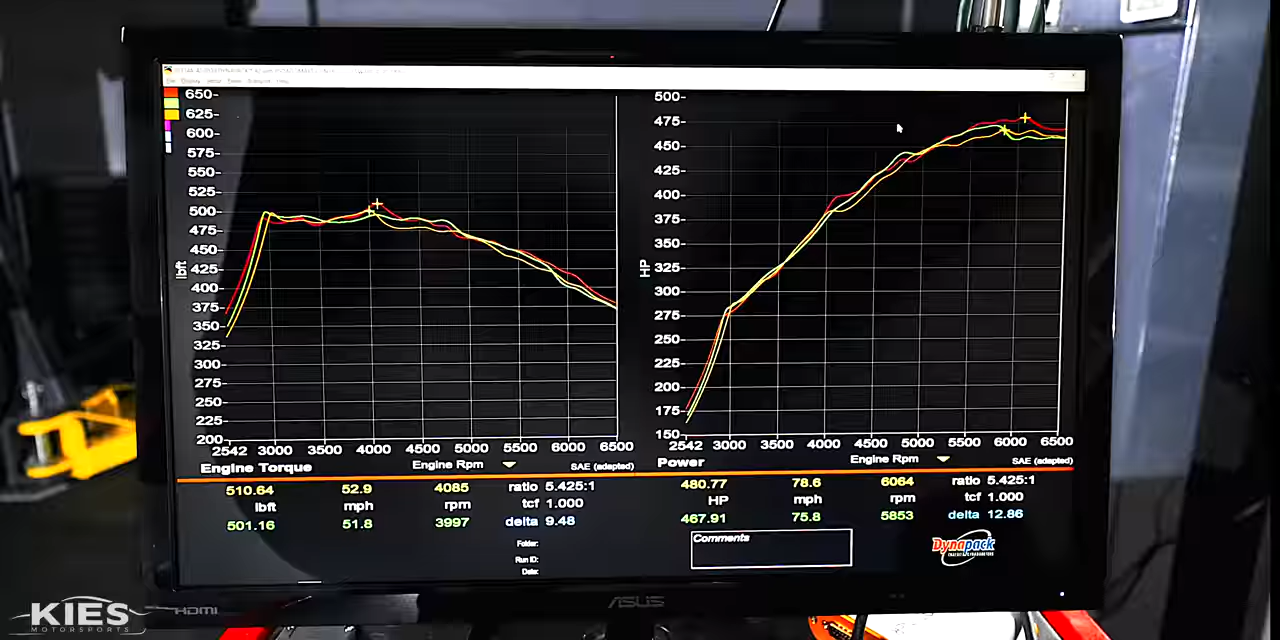 650-
625-
600-
575-
550-
525-
500-
475-
450-
425-
400-
375-
350-
325-
300-
275-
250-
225-
200
lbft
2542 3000 3500 4000 4500 5000 5500 6000 6500
Engine Torque Engine Rpm SAE (adapted)
500-
475-
450-
425-
400-
375-
350-
325-
300-
275-
250-
225-
200-
175-
150
HP
2542 3000 3500 4000 4500 5000 5500 6000 6500
Power Engine Rpm SAE (adapted)
510.64 52.9 4085 ratio 5.425:1
lbft mph rpm tcf 1.000
501.16 51.8 3997 delta 9.48
Folder:
Run ID:
Date:
480.77 78.6 6064 ratio 5.425:1
HP mph rpm tcf 1.000
467.91 75.8 5853 delta 12.86
Comments
Dynapack
HDMI
ASUS
KIES
MOTORSPORTS